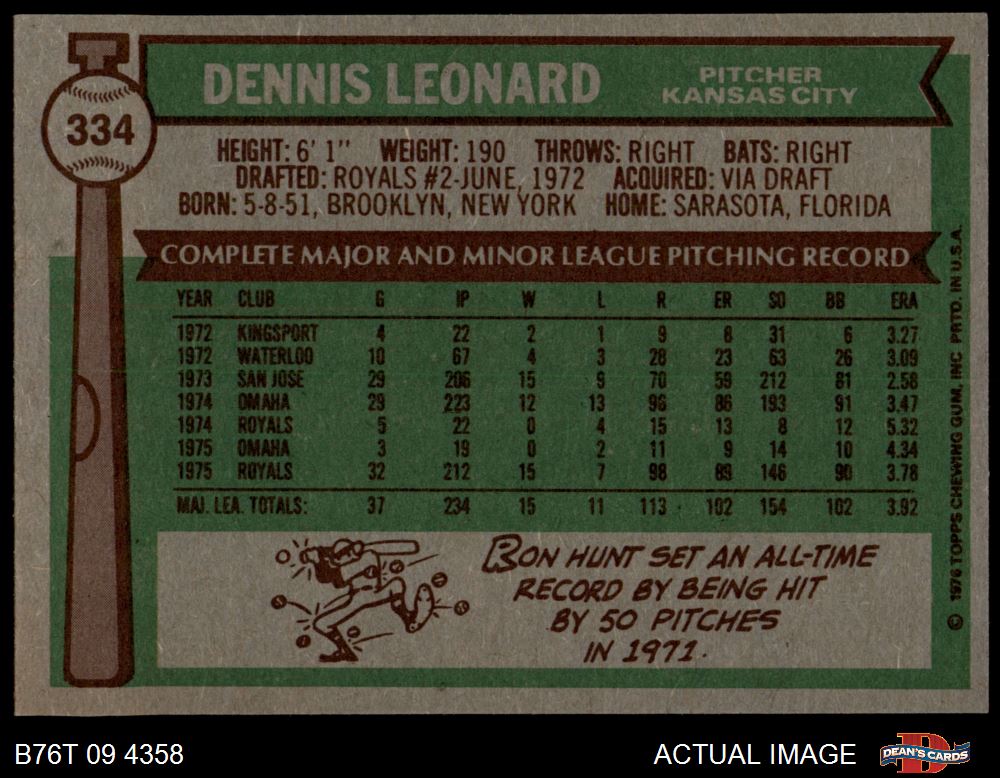 DENNIS LEONARD
PITCHER
KANSAS CITY
334
HEIGHT: 6' 1" WEIGHT: 190 THROWS: RIGHT BATS: RIGHT
DRAFTED: ROYALS #2-JUNE, 1972 ACQUIRED: VIA DRAFT
BORN: 5-8-51, BROOKLYN, NEW YORK HOME: SARASOTA, FLORIDA
COMPLETE MAJOR AND MINOR LEAGUE PITCHING RECORD
YEAR CLUB G IP W L R ER SO BB ERA
1972 KINGSPORT 4 22 2 1 9 8 31 6 3.27
1972 WATERLOO 10 67 4 3 28 23 63 26 3.09
1973 SAN JOSE 29 206 15 9 70 59 212 81 2.58
1974 OMAHA 29 223 12 13 96 86 193 91 3.47
1974 ROYALS 5 22 0 4 15 13 8 12 5.32
1975 OMAHA 3 19 0 2 11 9 14 10 4.34
1975 ROYALS 32 212 15 7 98 89 146 90 3.78
MAJ. LEA. TOTALS: 37 234 15 11 113 102 154 102 3.92
RON HUNT SET AN ALL-TIME
RECORD BY BEING HIT
BY 50 PITCHES
IN 1971.
© 1976 TOPPS CHEWING GUM, INC. PRTD. IN U.S.A.
B76T 09 4358
ACTUAL IMAGE
D
DEAN'S CARDS